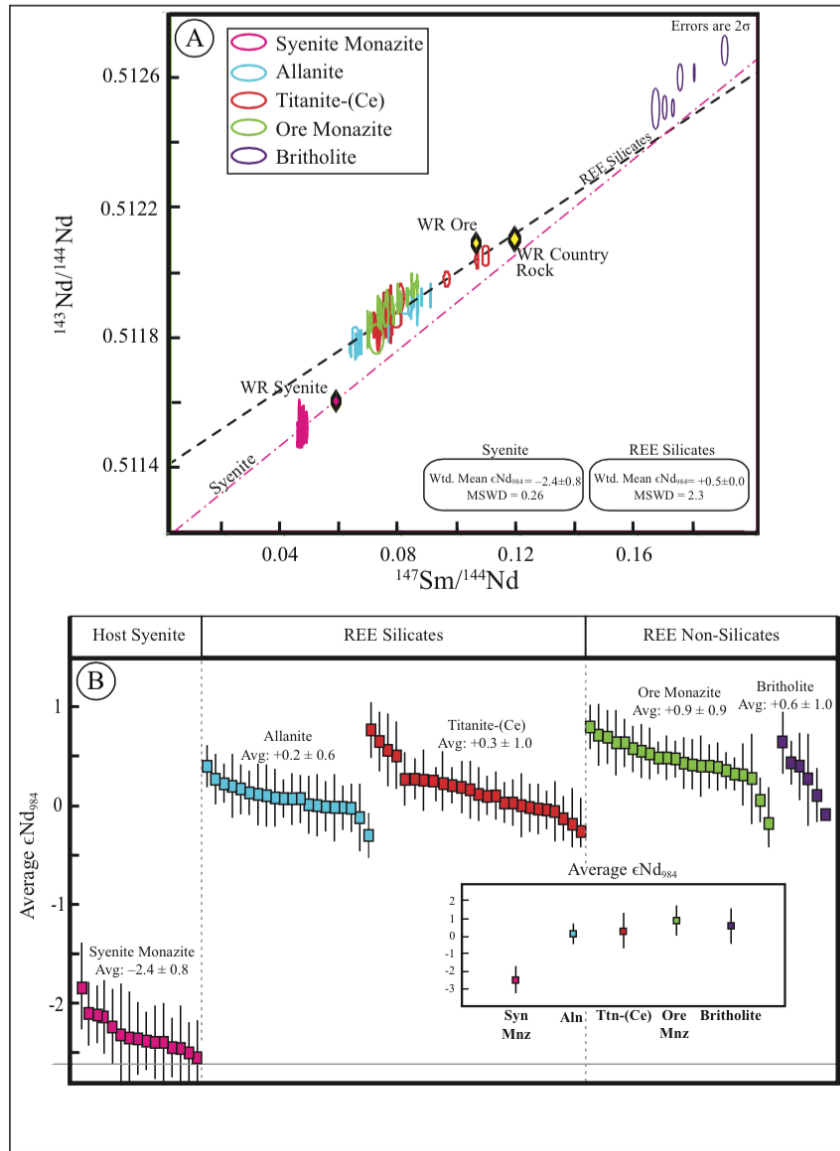 A
Errors are 2σ
Syenite Monazite
Allanite
Titanite-(Ce)
Ore Monazite
Britholite
0.5126
0.5122
0.5118
0.5114
¹⁴³Nd/¹⁴⁴Nd
REE Silicates
WR Ore
WR Country
Rock
WR Syenite
Syenite
Syenite
Wtd. Mean ϵNd₉₈₄= −2.4±0.8
MSWD = 0.26
REE Silicates
Wtd. Mean ϵNd₉₈₄= +0.5±0.0
MSWD = 2.3
0.04 0.08 0.12 0.16
¹⁴⁷Sm/¹⁴⁴Nd
Host Syenite REE Silicates REE Non-Silicates
B
1
0
-1
-2
Average ϵNd₉₈₄
Syenite Monazite
Avg: −2.4 ± 0.8
Allanite
Avg: +0.2 ± 0.6
Titanite-(Ce)
Avg: +0.3 ± 1.0
Ore Monazite
Avg: +0.9 ± 0.9
Britholite
Avg: +0.6 ± 1.0
Average ϵNd₉₈₄
2
1
0
-1
-2
-3
Syn
Mnz
Aln
Ttn-(Ce)
Ore
Mnz
Britholite